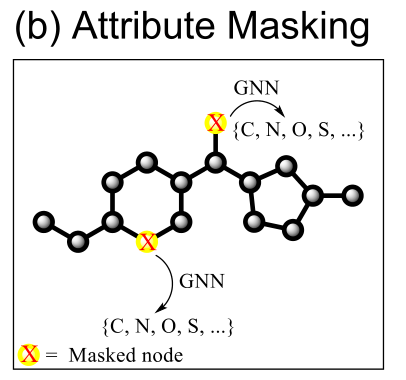 (b) Attribute Masking
GNN
X
{C, N, O, S, ...}
X
GNN
{C, N, O, S, ...}
X = Masked node